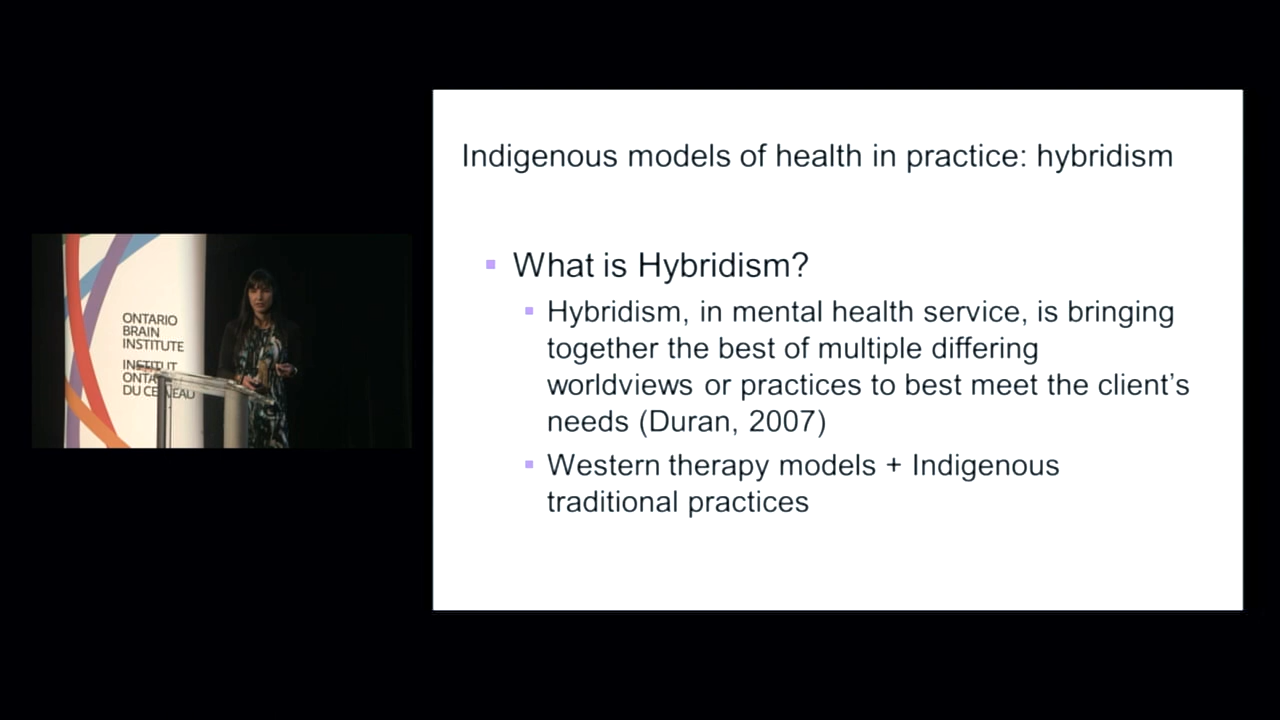 Indigenous models of health in practice: hybridism
What is Hybridism?
Hybridism, in mental health service, is bringing
together the best of multiple differing
worldviews or practices to best meet the client's
needs (Duran, 2007)
Western therapy models + Indigenous
traditional practices
ONTARIO
BRAIN
INSTITUTE
INSTITUT
DU